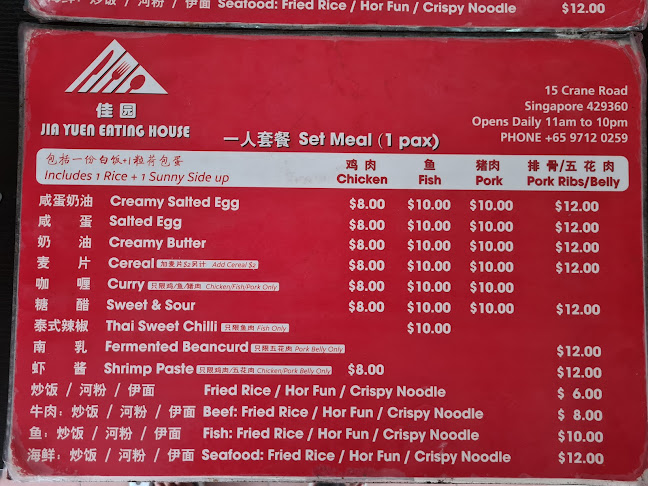 海鲜: 炒饭 / 河粉 / 伊面 Seafood: Fried Rice / Hor Fun / Crispy Noodle $12.00
佳园
JIA YUEN EATING HOUSE
15 Crane Road
Singapore 429360
Opens Daily 11am to 10pm
PHONE +65 9712 0259
一人套餐 Set Meal (1 pax)
包括一份白饭+1粒荷包蛋 鸡肉 鱼 猪肉 排骨/五花肉
Includes 1 Rice + 1 Sunny Side up Chicken Fish Pork Pork Ribs/Belly
咸蛋奶油 Creamy Salted Egg $8.00 $10.00 $10.00 $12.00
咸蛋 Salted Egg $8.00 $10.00 $10.00 $12.00
奶油 Creamy Butter $8.00 $10.00 $10.00 $12.00
麦片 Cereal 加麦片$2另计 Add Cereal $2 $8.00 $10.00 $10.00 $12.00
咖喱 Curry 只限鸡/鱼/猪肉 Chicken/Fish/Pork Only $8.00 $10.00 $10.00
糖醋 Sweet & Sour $8.00 $10.00 $10.00 $12.00
泰式辣椒 Thai Sweet Chilli 只限鱼肉 Fish Only $10.00
南乳 Fermented Beancurd 只限五花肉 Pork Belly Only $12.00
虾酱 Shrimp Paste 只限鸡肉/五花肉 Chicken/Pork Belly Only $8.00 $12.00
炒饭 / 河粉 / 伊面 Fried Rice / Hor Fun / Crispy Noodle $ 6.00
牛肉: 炒饭 / 河粉 / 伊面 Beef: Fried Rice / Hor Fun / Crispy Noodle $ 8.00
鱼: 炒饭 / 河粉 / 伊面 Fish: Fried Rice / Hor Fun / Crispy Noodle $10.00
海鲜: 炒饭 / 河粉 / 伊面 Seafood: Fried Rice / Hor Fun / Crispy Noodle $12.00